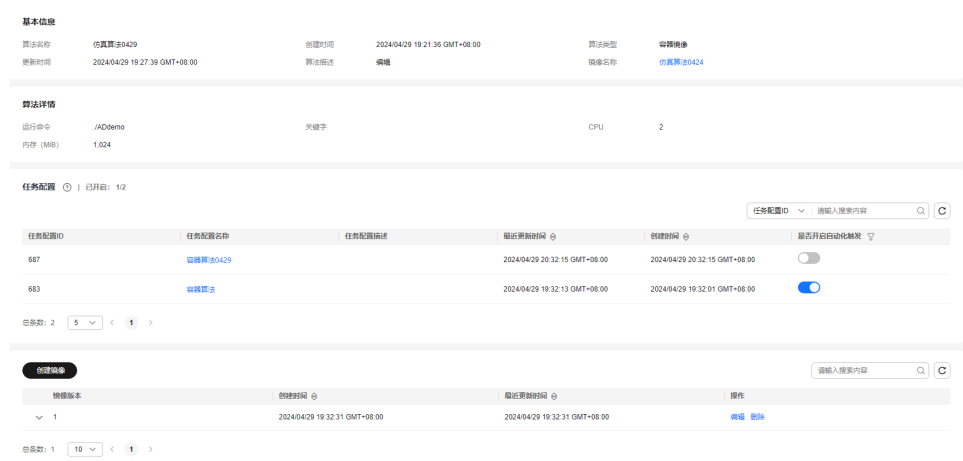 基本信息
算法名称 仿真算法0429 创建时间 2024/04/29 19:21:36 GMT+08:00 算法类型 容器镜像
更新时间 2024/04/29 19:27:39 GMT+08:00 算法描述 编辑 镜像名称 仿真算法0424
算法详情
运行命令 ./ADdemo 关键字 CPU 2
内存 (MiB) 1,024
任务配置 ? | 已开启: 1/2
任务配置ID 请输入搜索内容
任务配置ID 任务配置名称 任务配置描述 最近更新时间 创建时间 是否开启自动化触发
687 容器算法0429 2024/04/29 20:32:15 GMT+08:00 2024/04/29 20:32:15 GMT+08:00
683 容器算法 2024/04/29 19:32:13 GMT+08:00 2024/04/29 19:32:01 GMT+08:00
总条数: 2 5 < 1 >
创建镜像 请输入搜索内容
镜像版本 创建时间 最近更新时间 操作
1 2024/04/29 19:32:31 GMT+08:00 2024/04/29 19:32:31 GMT+08:00 编辑 删除
总条数: 1 10 < 1 >